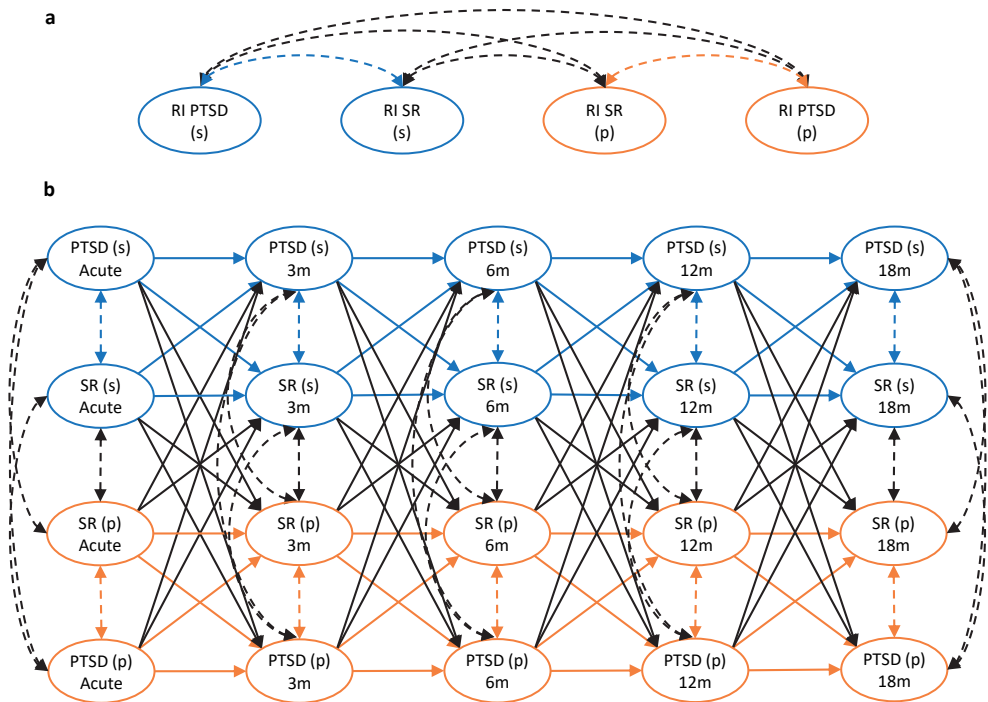 a
RI PTSD
(s)
RI SR
(s)
RI SR
(p)
RI PTSD
(p)
b
PTSD (s)
Acute
PTSD (s)
3m
PTSD (s)
6m
PTSD (s)
12m
PTSD (s)
18m
SR (s)
Acute
SR (s)
3m
SR (s)
6m
SR (s)
12m
SR (s)
18m
SR (p)
Acute
SR (p)
3m
SR (p)
6m
SR (p)
12m
SR (p)
18m
PTSD (p)
Acute
PTSD (p)
3m
PTSD (p)
6m
PTSD (p)
12m
PTSD (p)
18m